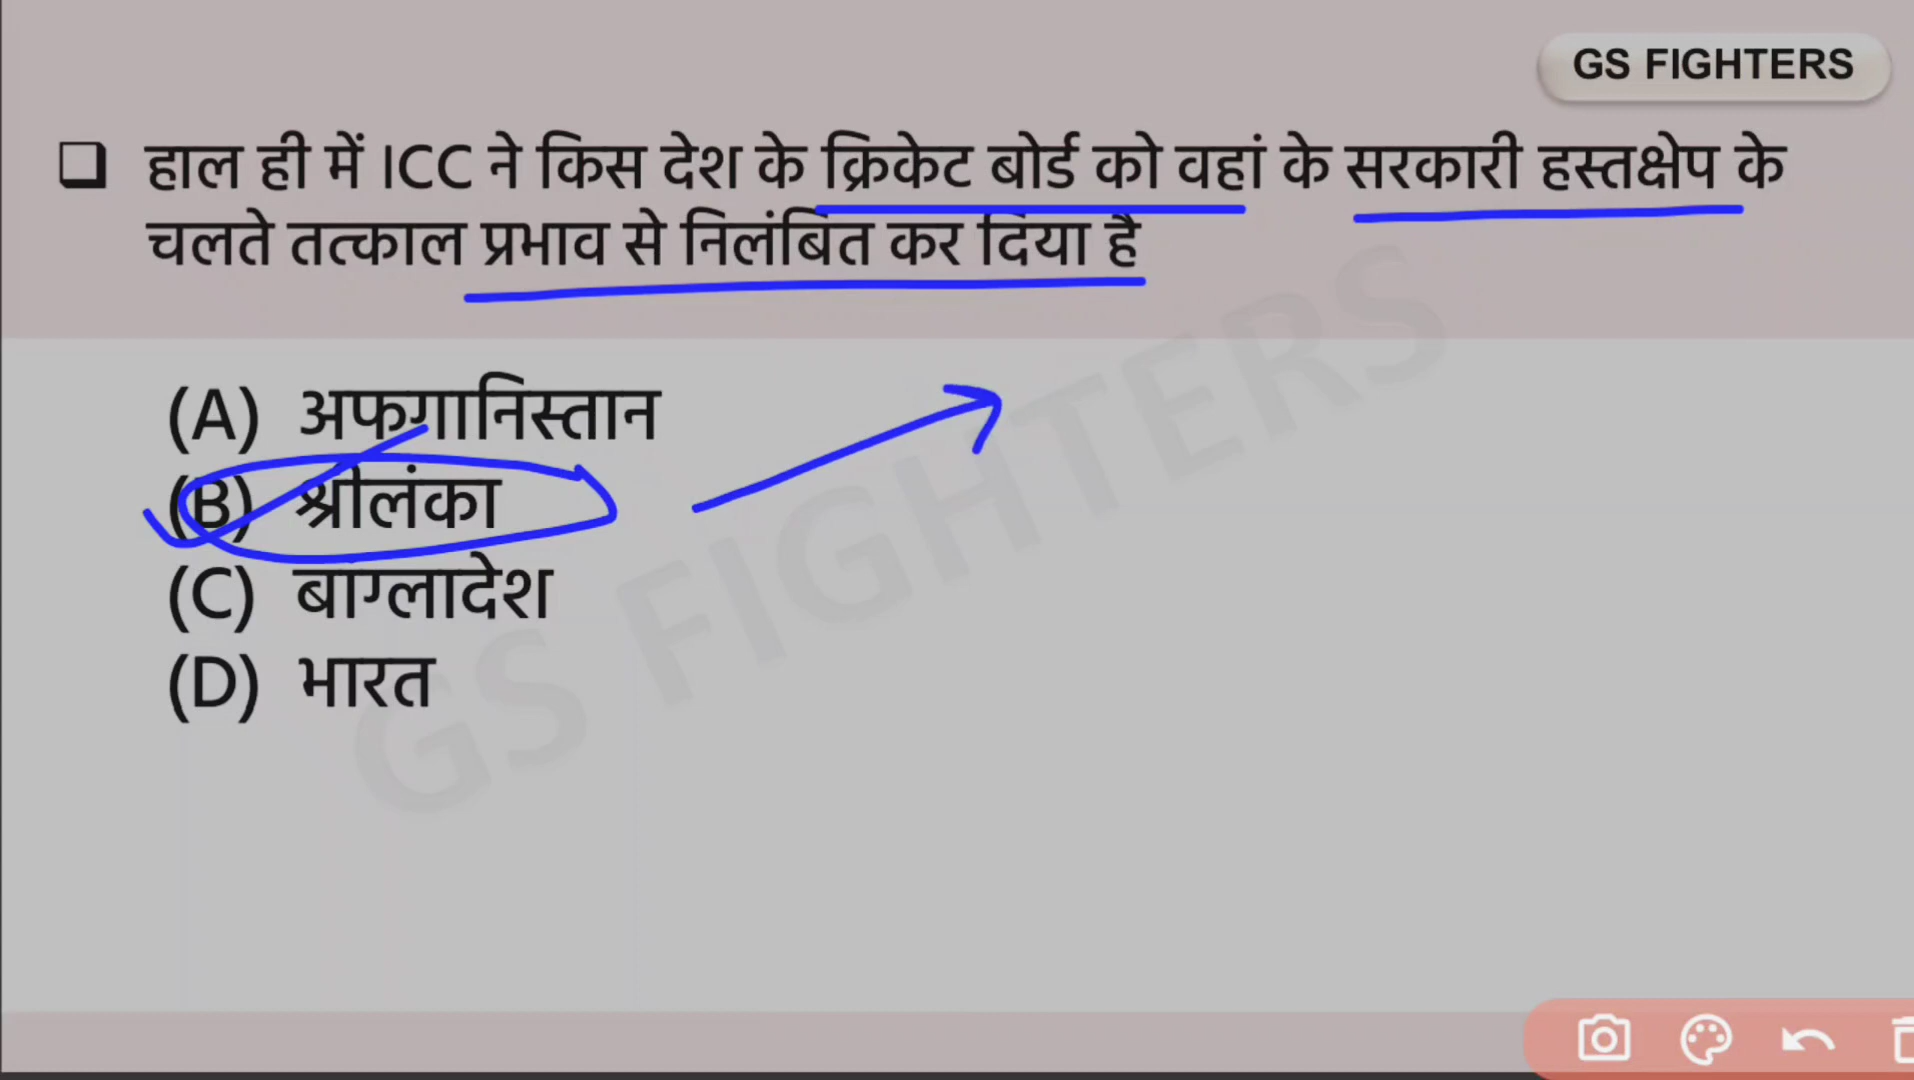 GS FIGHTERS
❑ हाल ही में ICC ने किस देश के क्रिकेट बोर्ड को वहां के सरकारी हस्तक्षेप के
चलते तत्काल प्रभाव से निलंबित कर दिया है
(A) अफगानिस्तान
(B) श्रीलंका
(C) बांग्लादेश
(D) भारत
GS FIGHTERS